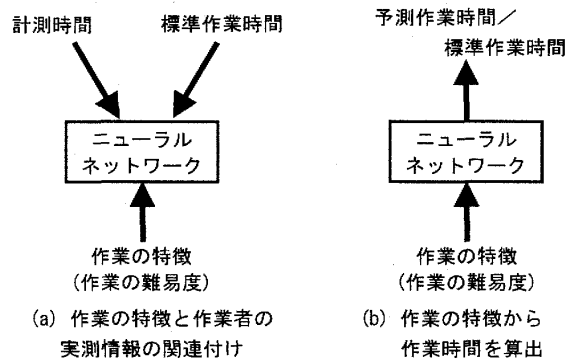 計測時間
標準作業時間
ニューラル
ネットワーク
作業の特徴
(作業の難易度)
(a) 作業の特徴と作業者の
実測情報の関連付け
予測作業時間／
標準作業時間
ニューラル
ネットワーク
作業の特徴
(作業の難易度)
(b) 作業の特徴から
作業時間を算出